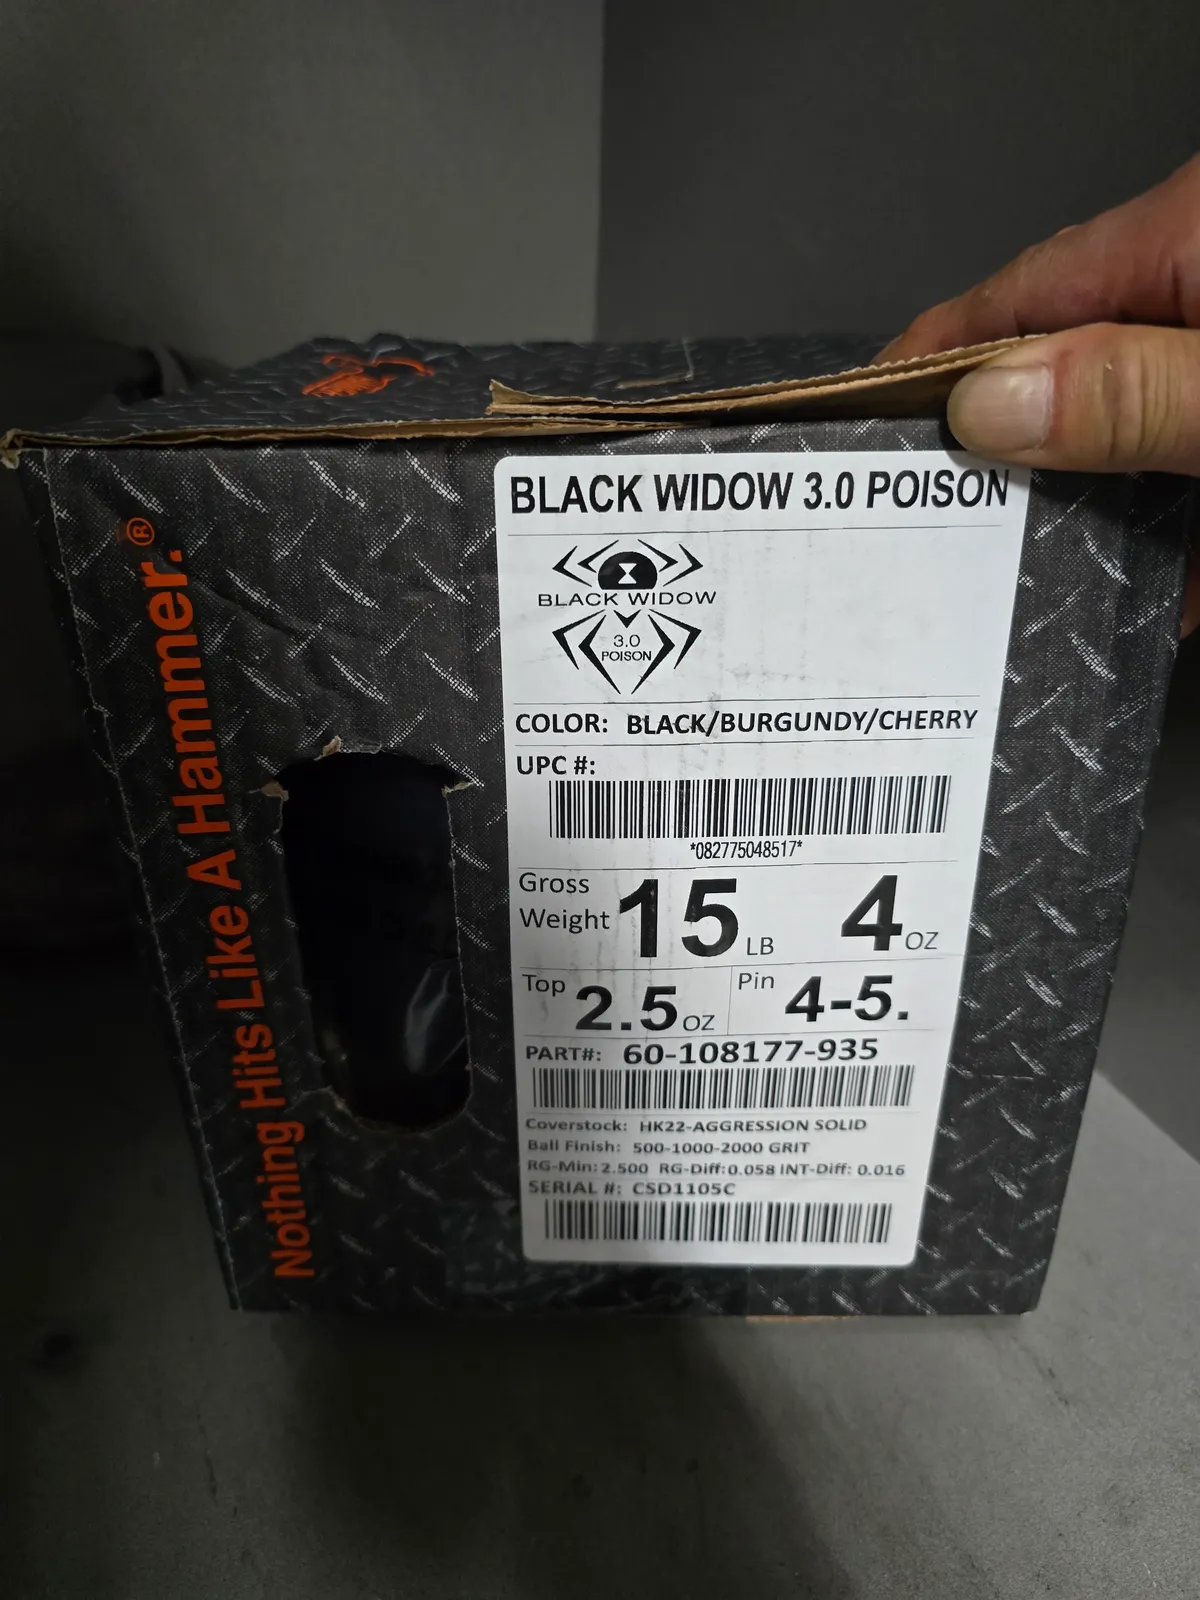 Nothing Hits Like A Hammer.®
BLACK WIDOW 3.0 POISON
BLACK WIDOW
3.0
POISON
COLOR: BLACK/BURGUNDY/CHERRY
UPC #:
*082775048517*
Gross Weight 15 LB 4 OZ
Top 2.5 OZ Pin 4-5.
PART#: 60-108177-935
Coverstock: HK22-AGGRESSION SOLID
Ball Finish: 500-1000-2000 GRIT
RG-Min: 2.500 RG-Diff: 0.058 INT-Diff: 0.016
SERIAL #: CSD1105C